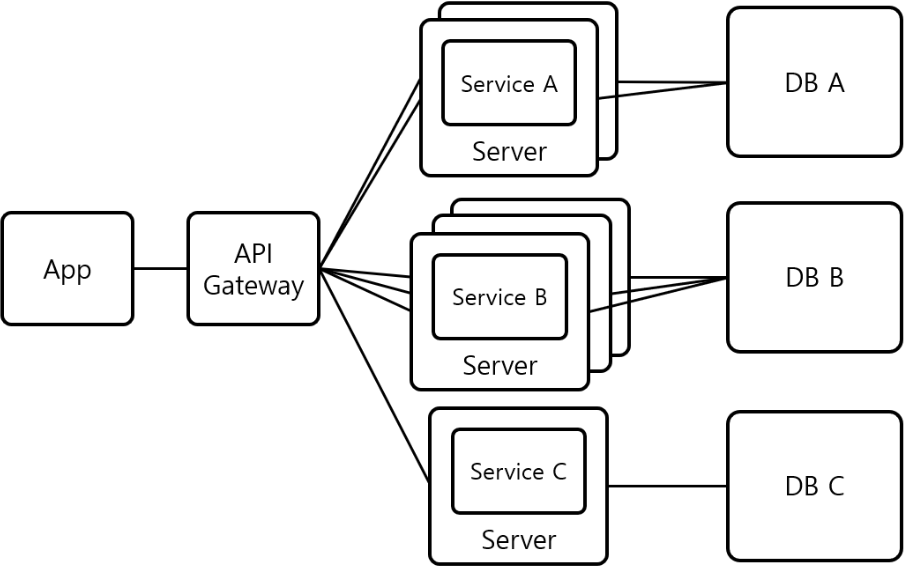 App
API
Gateway
Service A
Server
DB A
Service B
Server
DB B
Service C
Server
DB C